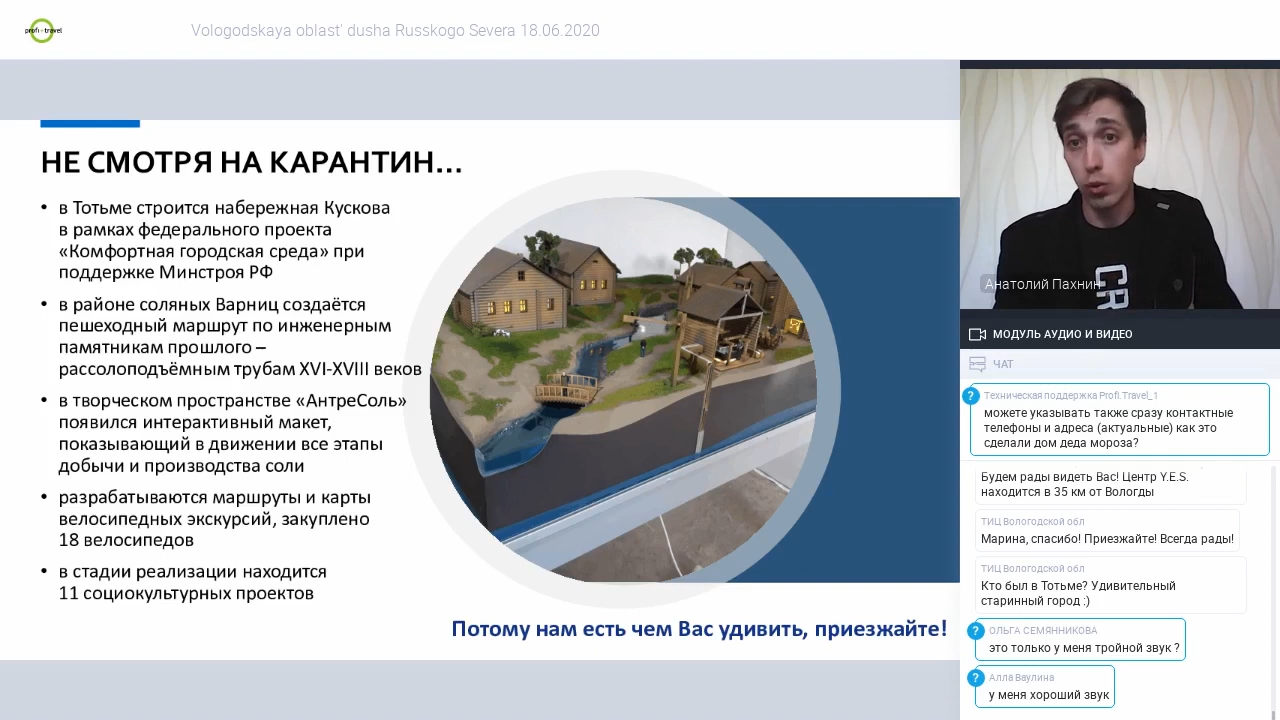 profi travel
Vologodskaya oblast' dusha Russkogo Severa 18.06.2020
НЕ СМОТРЯ НА КАРАНТИН...
• в Тотьме строится набережная Кускова
в рамках федерального проекта
«Комфортная городская среда» при
поддержке Минстроя РФ
• в районе соляных Варниц создаётся
пешеходный маршрут по инженерным
памятникам прошлого –
рассолоподъёмным трубам XVI-XVIII веков
• в творческом пространстве «АнтреСоль»
появился интерактивный макет,
показывающий в движении все этапы
добычи и производства соли
• разрабатываются маршруты и карты
велосипедных экскурсий, закуплено
18 велосипедов
• в стадии реализации находится
11 социокультурных проектов
Потому нам есть чем Вас удивить, приезжайте!
CR
Анатолий Пахнин
МОДУЛЬ АУДИО И ВИДЕО
ЧАТ
?
Техническая поддержка Profi.Travel_1
можете указывать также сразу контактные
телефоны и адреса (актуальные) как это
сделали дом деда мороза?
Будем рады видеть Вас! Центр Y.E.S.
находится в 35 км от Вологды
ТИЦ Вологодской обл
Марина, спасибо! Приезжайте! Всегда рады!
ТИЦ Вологодской обл
Кто был в Тотьме? Удивительный
старинный город :)
?
ОЛЬГА СЕМЯННИКОВА
это только у меня тройной звук ?
?
Алла Ваулина
у меня хороший звук